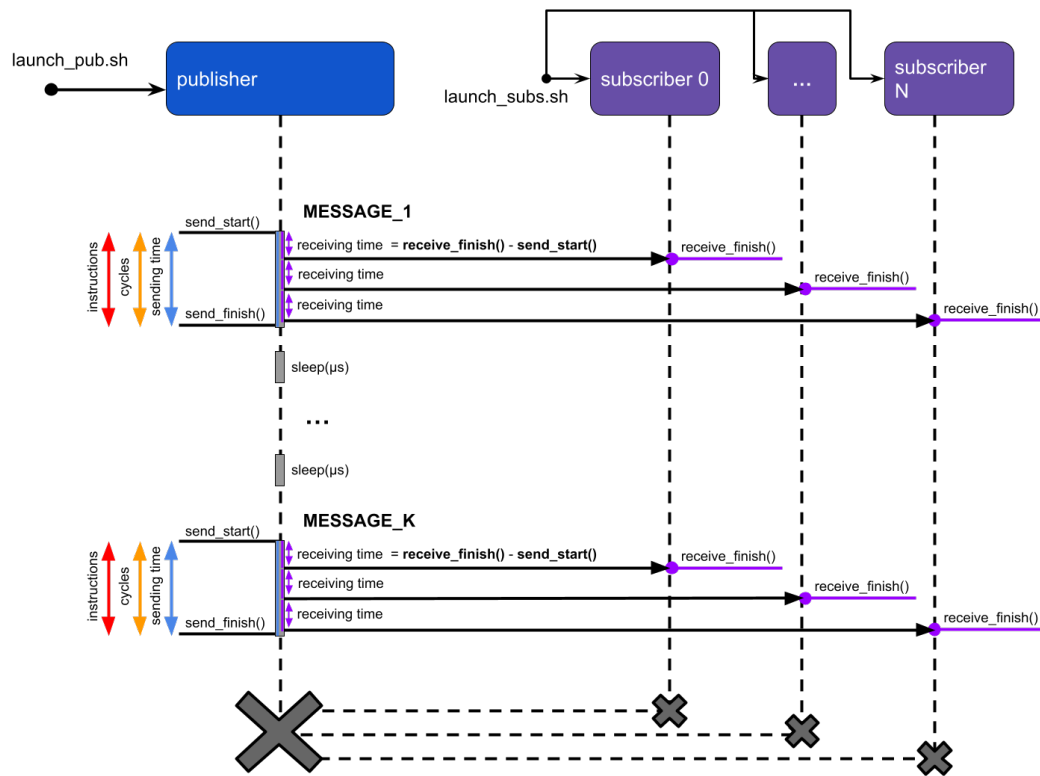 launch_pub.sh
publisher
launch_subs.sh
subscriber 0
...
subscriber
N
MESSAGE_1
send_start()
receiving time = receive_finish() - send_start()
receive_finish()
receiving time
receive_finish()
receiving time
receive_finish()
send_finish()
instructions
cycles
sending time
sleep(µs)
...
sleep(µs)
MESSAGE_K
send_start()
receiving time = receive_finish() - send_start()
receive_finish()
receiving time
receive_finish()
receiving time
receive_finish()
send_finish()
instructions
cycles
sending time